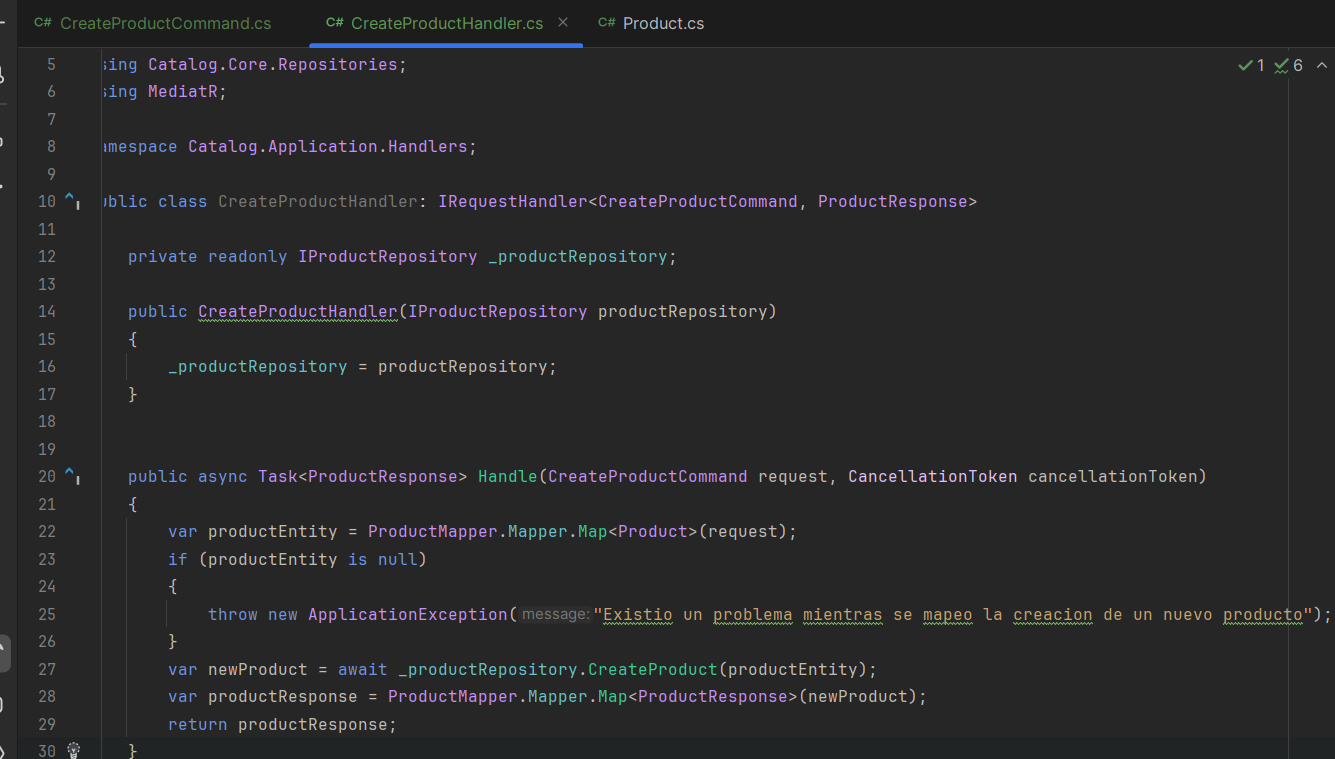 C# CreateProductCommand.cs C# CreateProductHandler.cs × C# Product.cs
5 sing Catalog.Core.Repositories; 1 6
6 sing MediatR;
7
8 amespace Catalog.Application.Handlers;
9
10 ublic class CreateProductHandler: IRequestHandler<CreateProductCommand, ProductResponse>
11
12 private readonly IProductRepository _productRepository;
13
14 public CreateProductHandler(IProductRepository productRepository)
15 {
16 _productRepository = productRepository;
17 }
18
19
20 public async Task<ProductResponse> Handle(CreateProductCommand request, CancellationToken cancellationToken)
21 {
22 var productEntity = ProductMapper.Mapper.Map<Product>(request);
23 if (productEntity is null)
24 {
25 throw new ApplicationException(message:"Existio un problema mientras se mapeo la creacion de un nuevo producto");
26 }
27 var newProduct = await _productRepository.CreateProduct(productEntity);
28 var productResponse = ProductMapper.Mapper.Map<ProductResponse>(newProduct);
29 return productResponse;
30 }